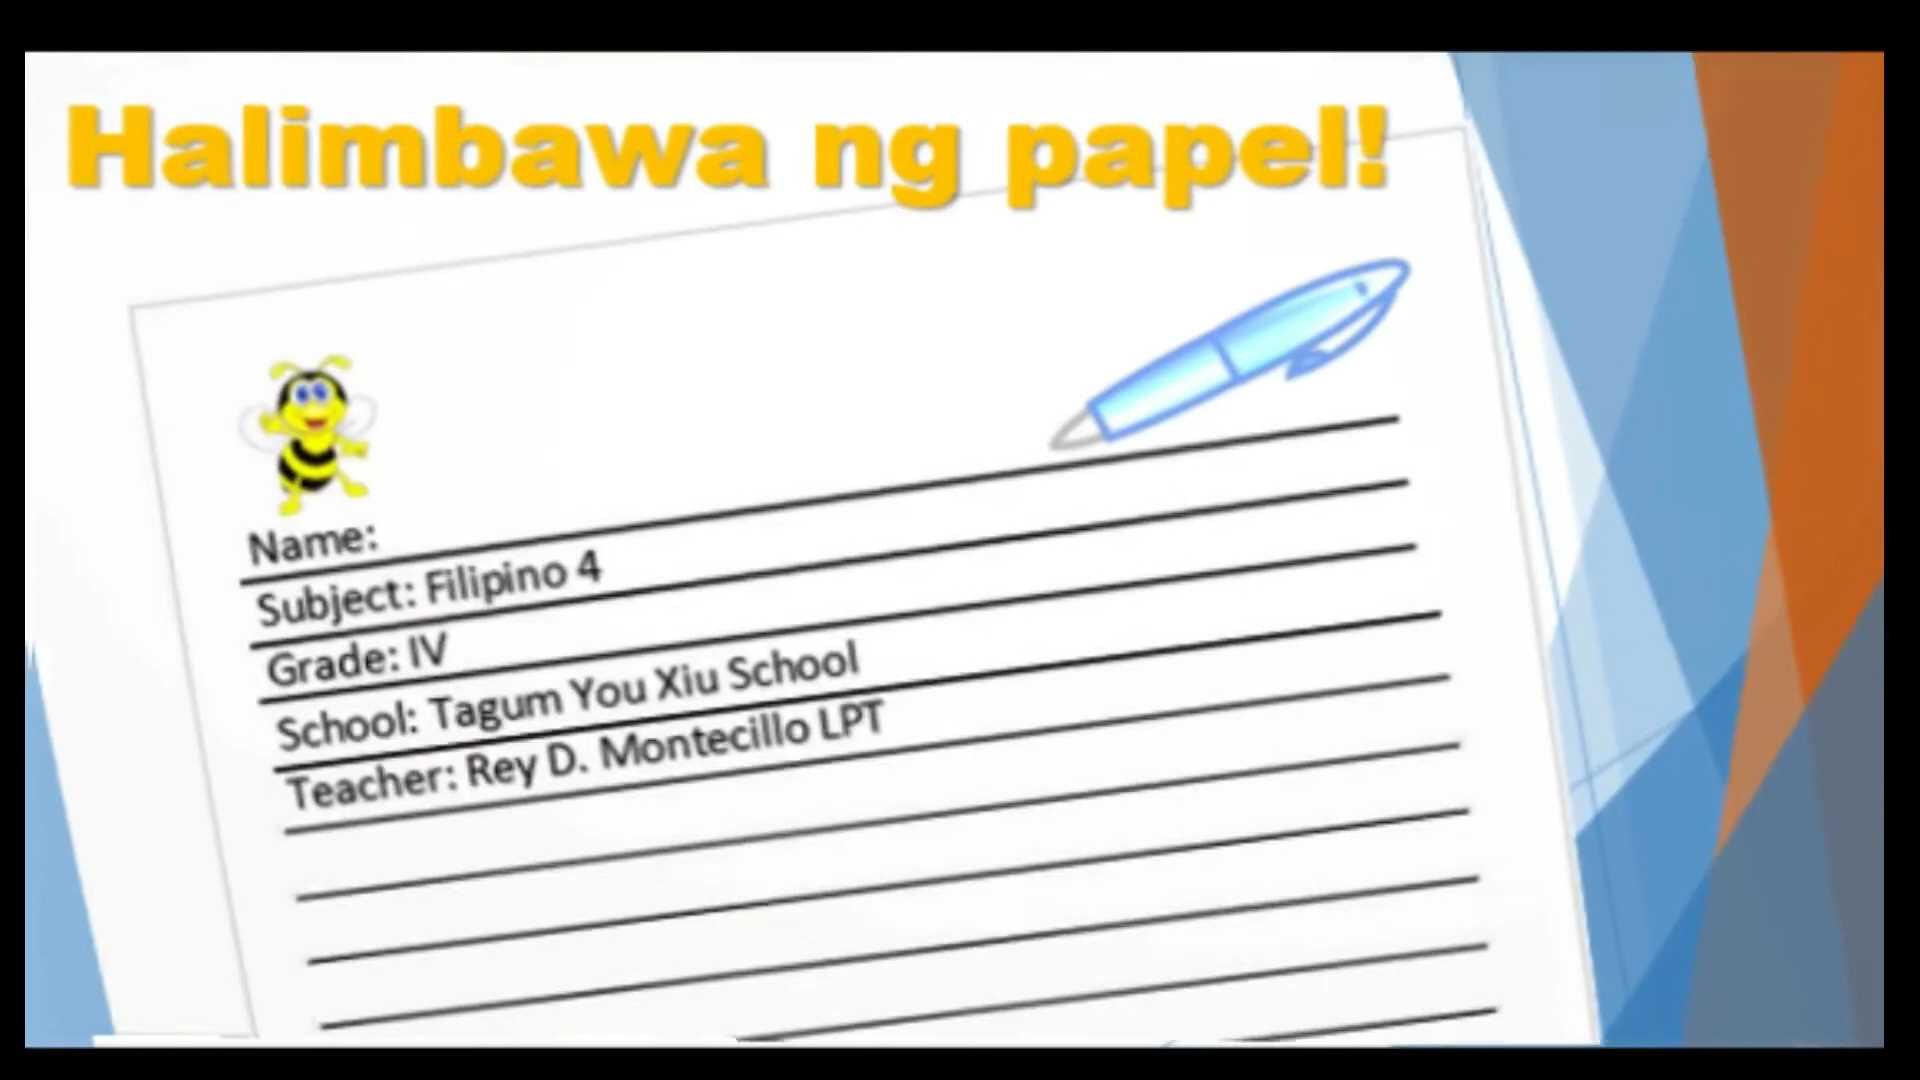 Halimbawa ng papel!
Name:
Subject: Filipino 4
Grade: IV
School: Tagum You Xiu School
Teacher: Rey D. Montecillo LPT